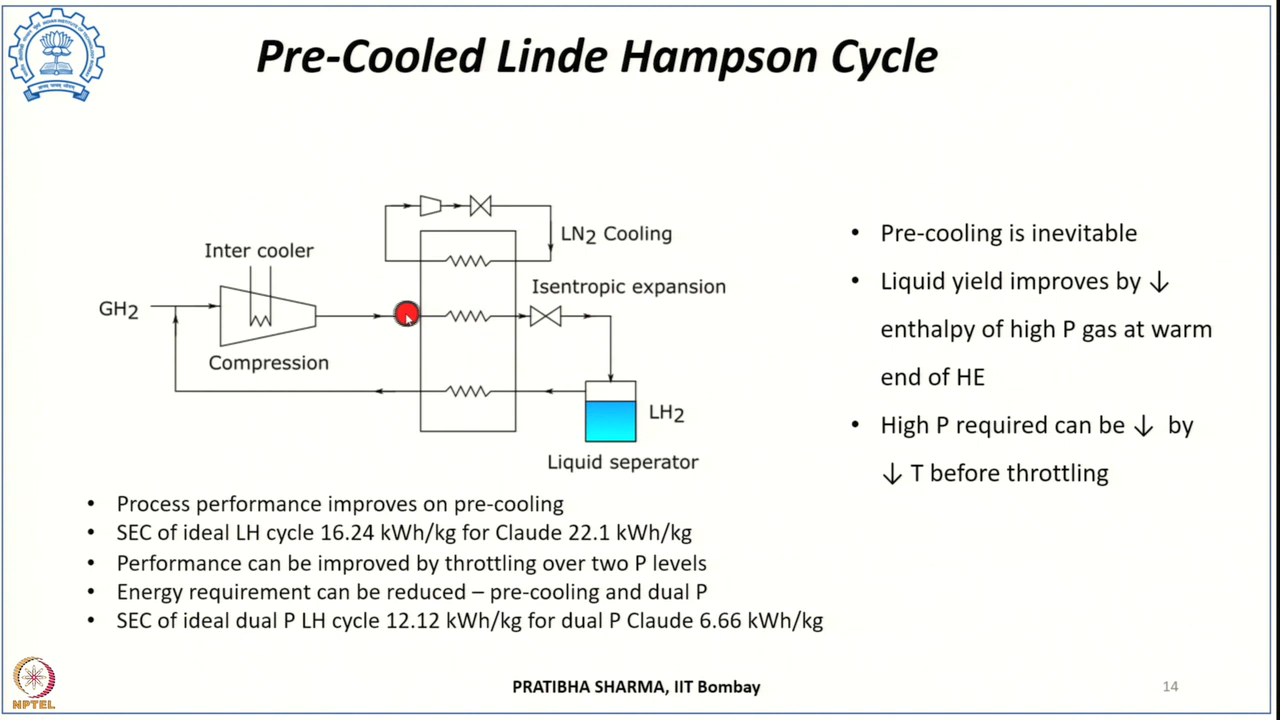 Pre-Cooled Linde Hampson Cycle
LN2 Cooling
Inter cooler
Isentropic expansion
GH2
Compression
LH2
Liquid seperator
• Pre-cooling is inevitable
• Liquid yield improves by ↓
enthalpy of high P gas at warm
end of HE
• High P required can be ↓ by
↓ T before throttling
• Process performance improves on pre-cooling
• SEC of ideal LH cycle 16.24 kWh/kg for Claude 22.1 kWh/kg
• Performance can be improved by throttling over two P levels
• Energy requirement can be reduced – pre-cooling and dual P
• SEC of ideal dual P LH cycle 12.12 kWh/kg for dual P Claude 6.66 kWh/kg
NPTEL
PRATIBHA SHARMA, IIT Bombay
14